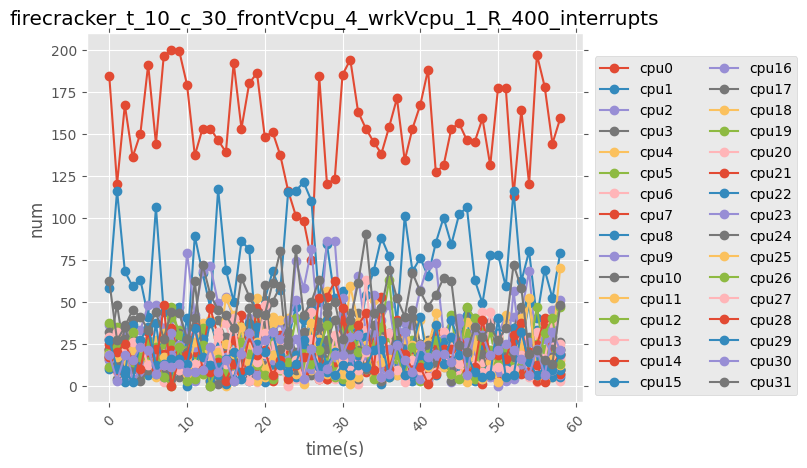 firecracker_t_10_c_30_frontVcpu_4_wrkVcpu_1_R_400_interrupts
num
200
175
150
125
100
75
50
25
0
0
10
20
30
40
50
60
time(s)
cpu0
cpu1
cpu2
cpu3
cpu4
cpu5
cpu6
cpu7
cpu8
cpu9
cpu10
cpu11
cpu12
cpu13
cpu14
cpu15
cpu16
cpu17
cpu18
cpu19
cpu20
cpu21
cpu22
cpu23
cpu24
cpu25
cpu26
cpu27
cpu28
cpu29
cpu30
cpu31